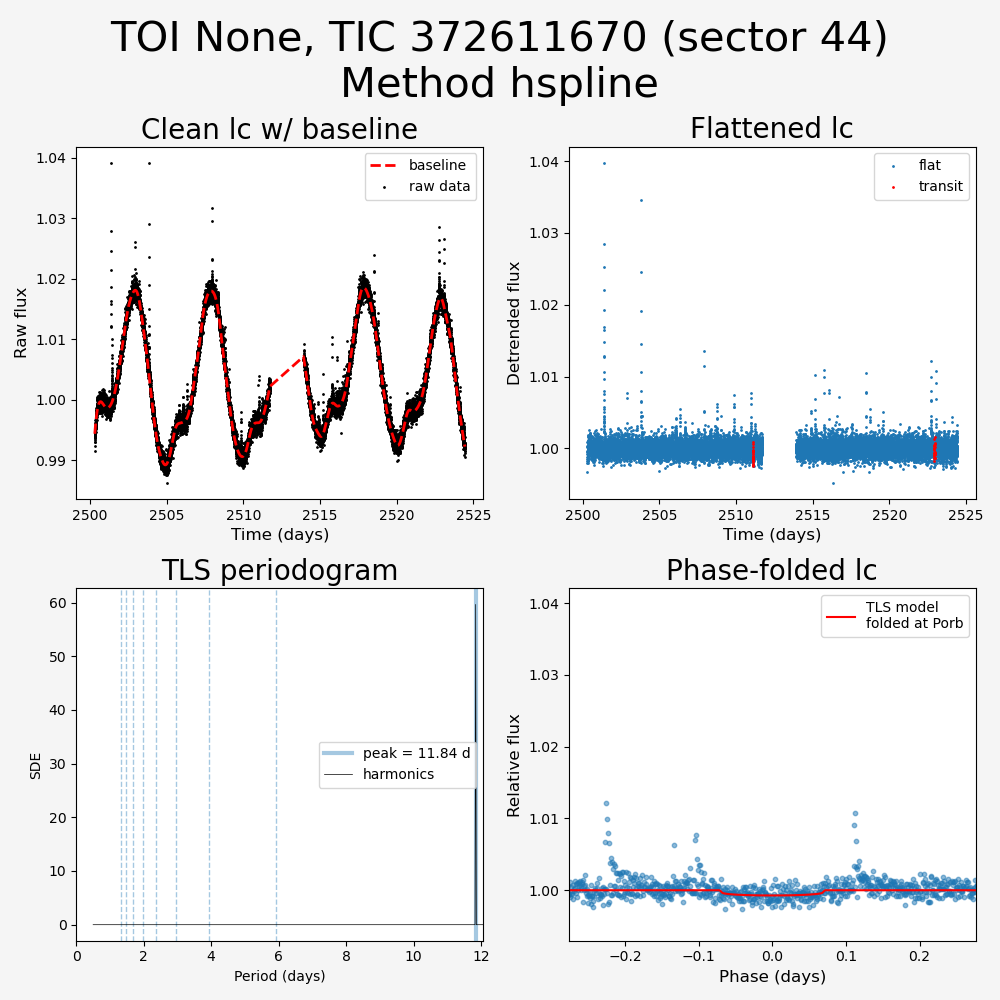 TOI None, TIC 372611670 (sector 44)
Method hspline
Clean lc w/ baseline
1.04
1.03
1.02
1.01
1.00
0.99
Raw flux
baseline
raw data
2500
2505
2510
2515
2520
2525
Time (days)
Flattened lc
1.04
1.03
1.02
1.01
1.00
Detrended flux
flat
transit
2500
2505
2510
2515
2520
2525
Time (days)
TLS periodogram
60
50
40
30
20
10
0
SDE
peak = 11.84 d
harmonics
0
2
4
6
8
10
12
Period (days)
Phase-folded lc
1.04
1.03
1.02
1.01
1.00
Relative flux
TLS model
folded at Porb
−0.2
−0.1
0.0
0.1
0.2
Phase (days)